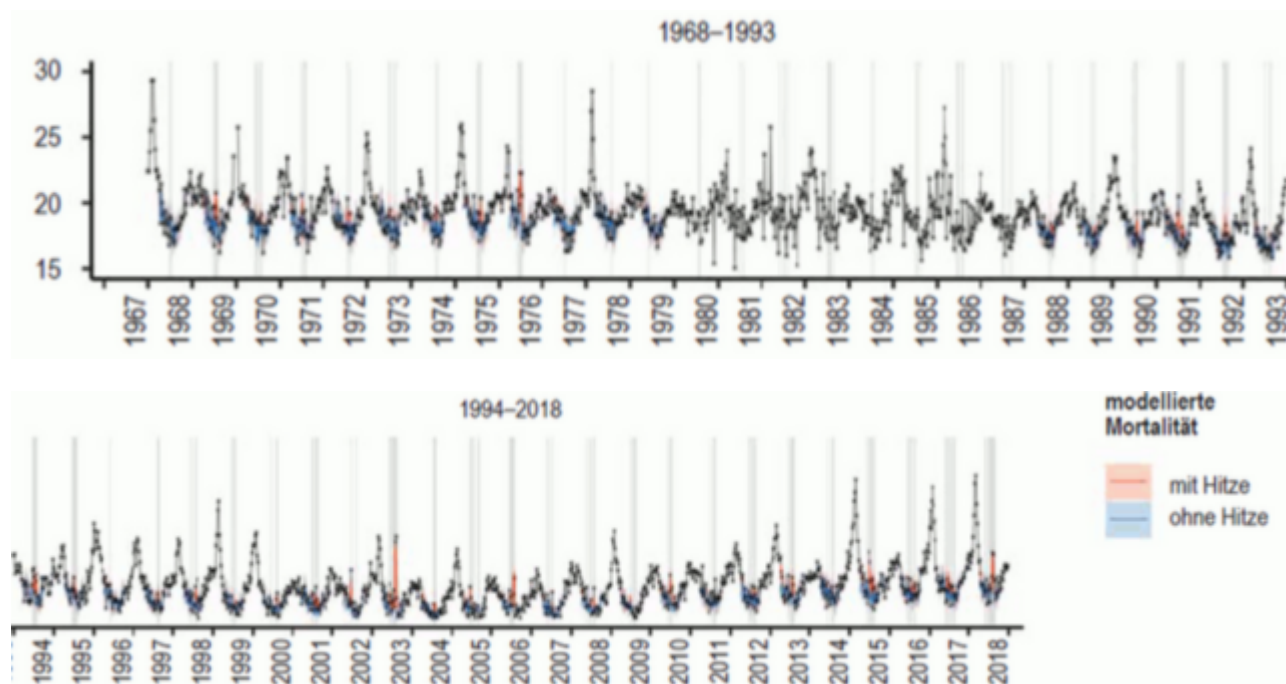 1968–1993
30
25
20
15
1967 1968 1969 1970 1971 1972 1973 1974 1975 1976 1977 1978 1979 1980 1981 1982 1983 1984 1985 1986 1987 1988 1989 1990 1991 1992 1993
1994–2018
1994 1995 1996 1997 1998 1999 2000 2001 2002 2003 2004 2005 2006 2007 2008 2009 2010 2011 2012 2013 2014 2015 2016 2017 2018
modellierte
Mortalität
mit Hitze
ohne Hitze